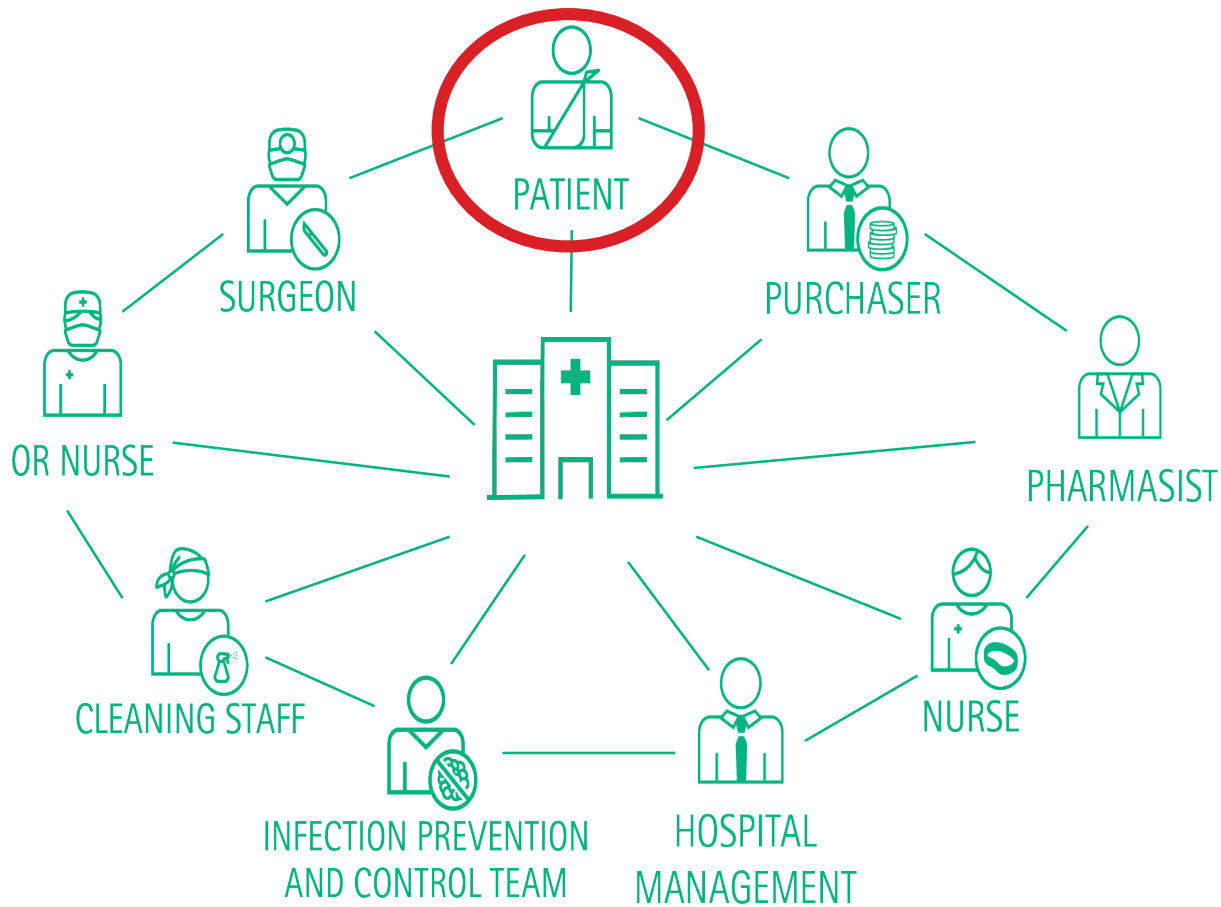 PATIENT
SURGEON
PURCHASER
OR NURSE
PHARMASIST
CLEANING STAFF
NURSE
INFECTION PREVENTION
AND CONTROL TEAM
HOSPITAL
MANAGEMENT